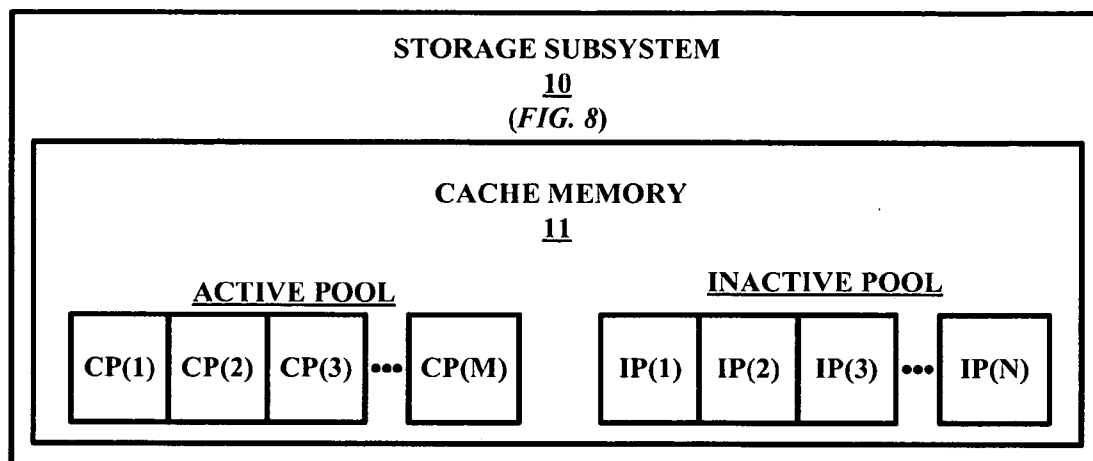 STORAGE SUBSYSTEM
10
(FIG. 8)
CACHE MEMORY
11
ACTIVE POOL
INACTIVE POOL
CP(1) CP(2) CP(3) ••• CP(M)
IP(1) IP(2) IP(3) ••• IP(N)